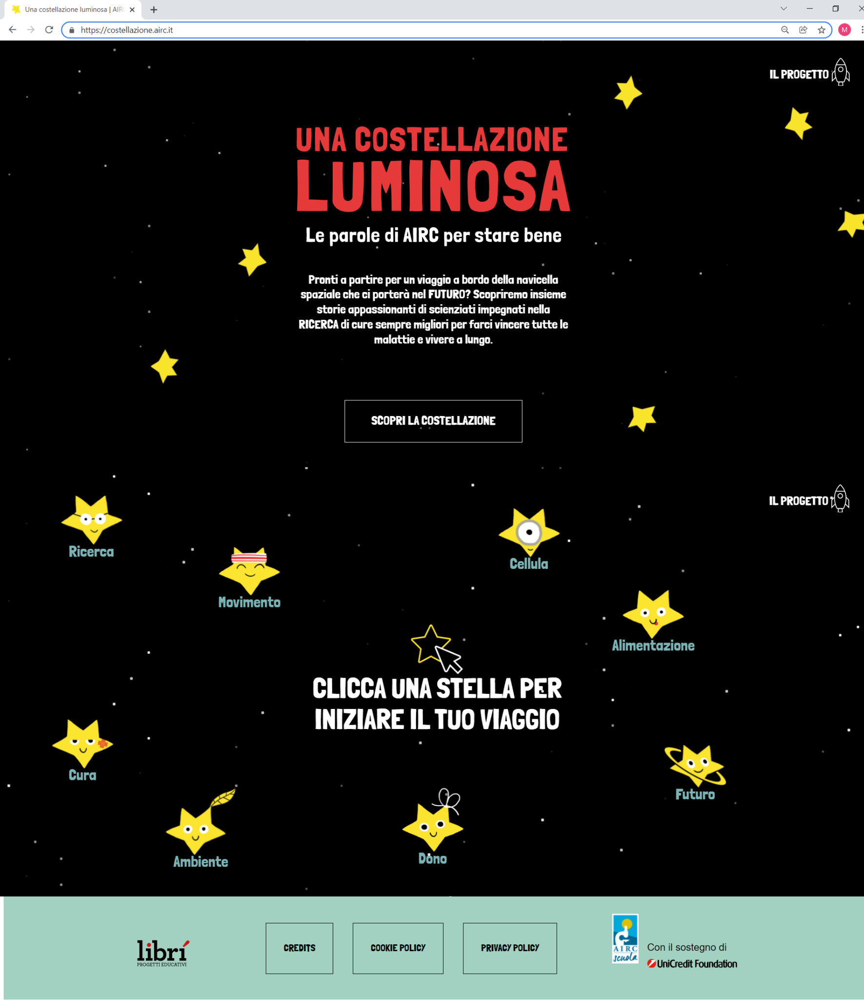 Una costellazione luminosa | AIRC
https://costellazione.airc.it
M
IL PROGETTO
UNA COSTELLAZIONE
LUMINOSA
Le parole di AIRC per stare bene
Pronti a partire per un viaggio a bordo della navicella
spaziale che ci porterà nel FUTURO? Scopriremo insieme
storie appassionanti di scienziati impegnati nella
RICERCA di cure sempre migliori per farci vincere tutte le
malattie e vivere a lungo.
SCOPRI LA COSTELLAZIONE
IL PROGETTO
Ricerca
Cellula
Movimento
Alimentazione
CLICCA UNA STELLA PER
INIZIARE IL TUO VIAGGIO
Cura
Futuro
Ambiente
Dono
librí
PROGETTI EDUCATIVI
CREDITS
COOKIE POLICY
PRIVACY POLICY
AIRC
scuola
Con il sostegno di
UniCredit Foundation